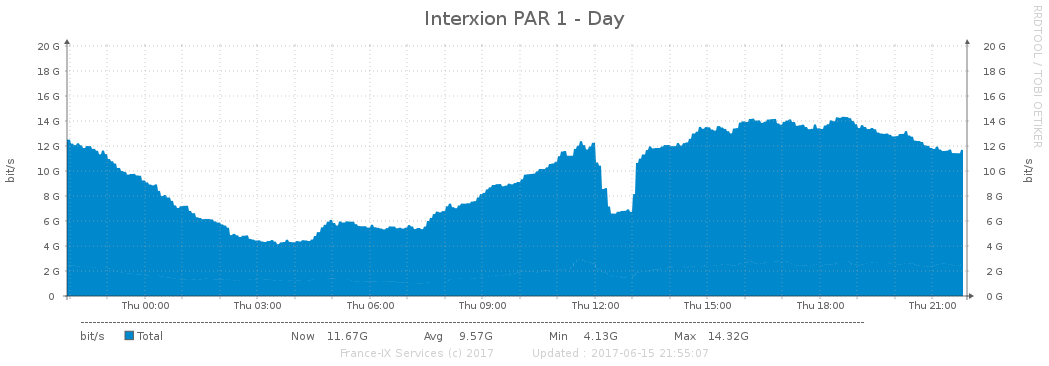 Interxion PAR 1 - Day
RRDTOOL / TOBI OETIKER
bit/s
20 G 20 G
18 G 18 G
16 G 16 G
14 G 14 G
12 G 12 G
10 G 10 G
8 G 8 G
6 G 6 G
4 G 4 G
2 G 2 G
0 0 G
bit/s
Thu 00:00 Thu 03:00 Thu 06:00 Thu 09:00 Thu 12:00 Thu 15:00 Thu 18:00 Thu 21:00
bit/s Total Now 11.67G Avg 9.57G Min 4.13G Max 14.32G
France-IX Services (c) 2017 Updated : 2017-06-15 21:55:07